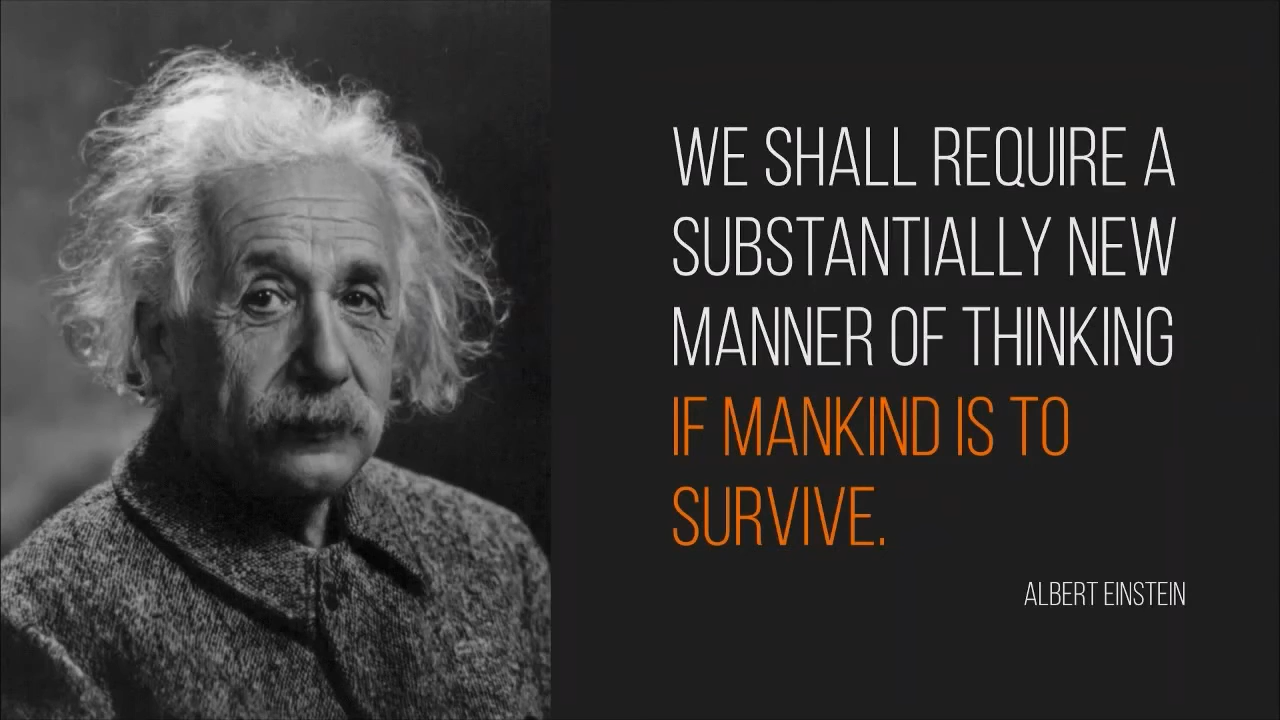 WE SHALL REQUIRE A
SUBSTANTIALLY NEW
MANNER OF THINKING
IF MANKIND IS TO
SURVIVE.
ALBERT EINSTEIN